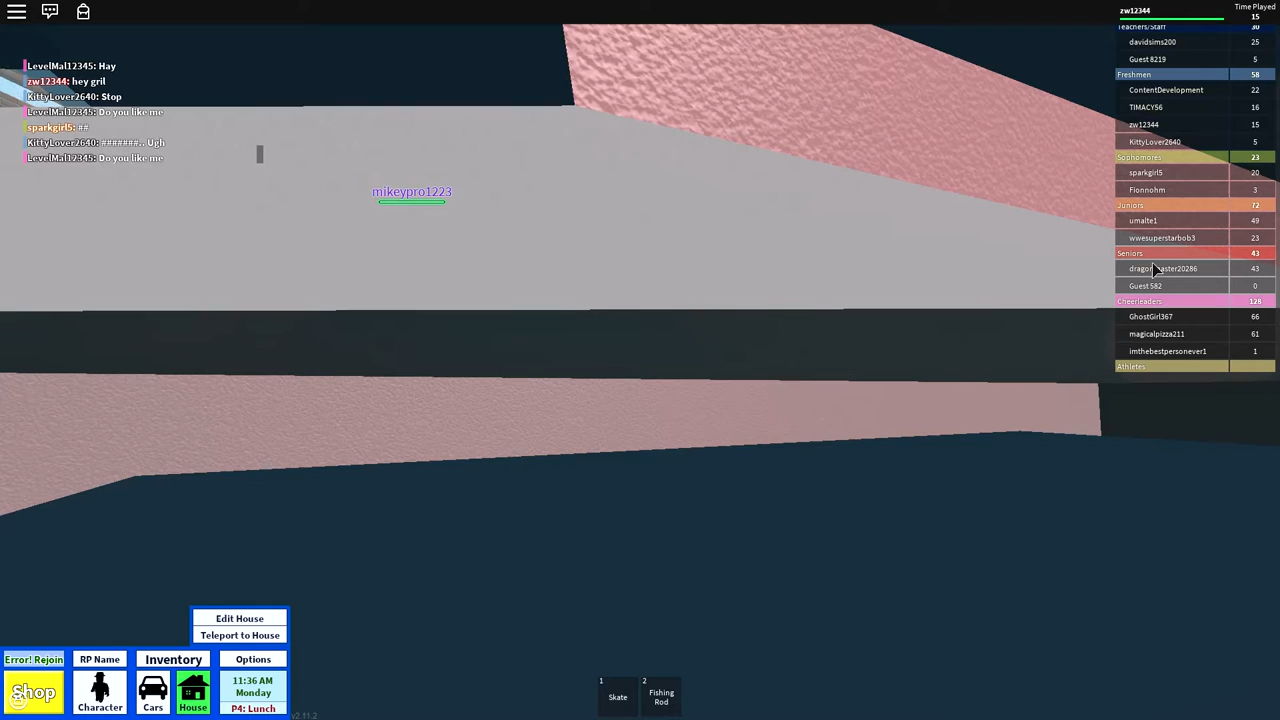 zw12344
Time Played
15
Teachers/Staff 30
davidsims200 25
Guest 8219 5
Freshmen 58
ContentDevelopment 22
TIMACY56 16
zw12344 15
KittyLover2640 5
Sophomores 23
sparkgirl5 20
Fionnohm 3
Juniors 72
umalte1 49
wwesuperstarbob3 23
Seniors 43
43
Guest 582 0
Cheerleaders 128
GhostGirl367 66
magicalpizza211 61
imthebestpersonever1 1
Athletes
LevelMal12345: Hay
zw12344: hey gril
KittyLover2640: Stop
LevelMal12345: Do you like me
sparkgirl5: ##
KittyLover2640: #######.. Ugh
LevelMal12345: Do you like me
mikeypro1223
Edit House
Teleport to House
Error! Rejoin
RP Name
Inventory
Options
Shop
Character
Cars
House
11:36 AM
Monday
P4: Lunch
v2.11.2
1
Skate
2
Fishing
Rod